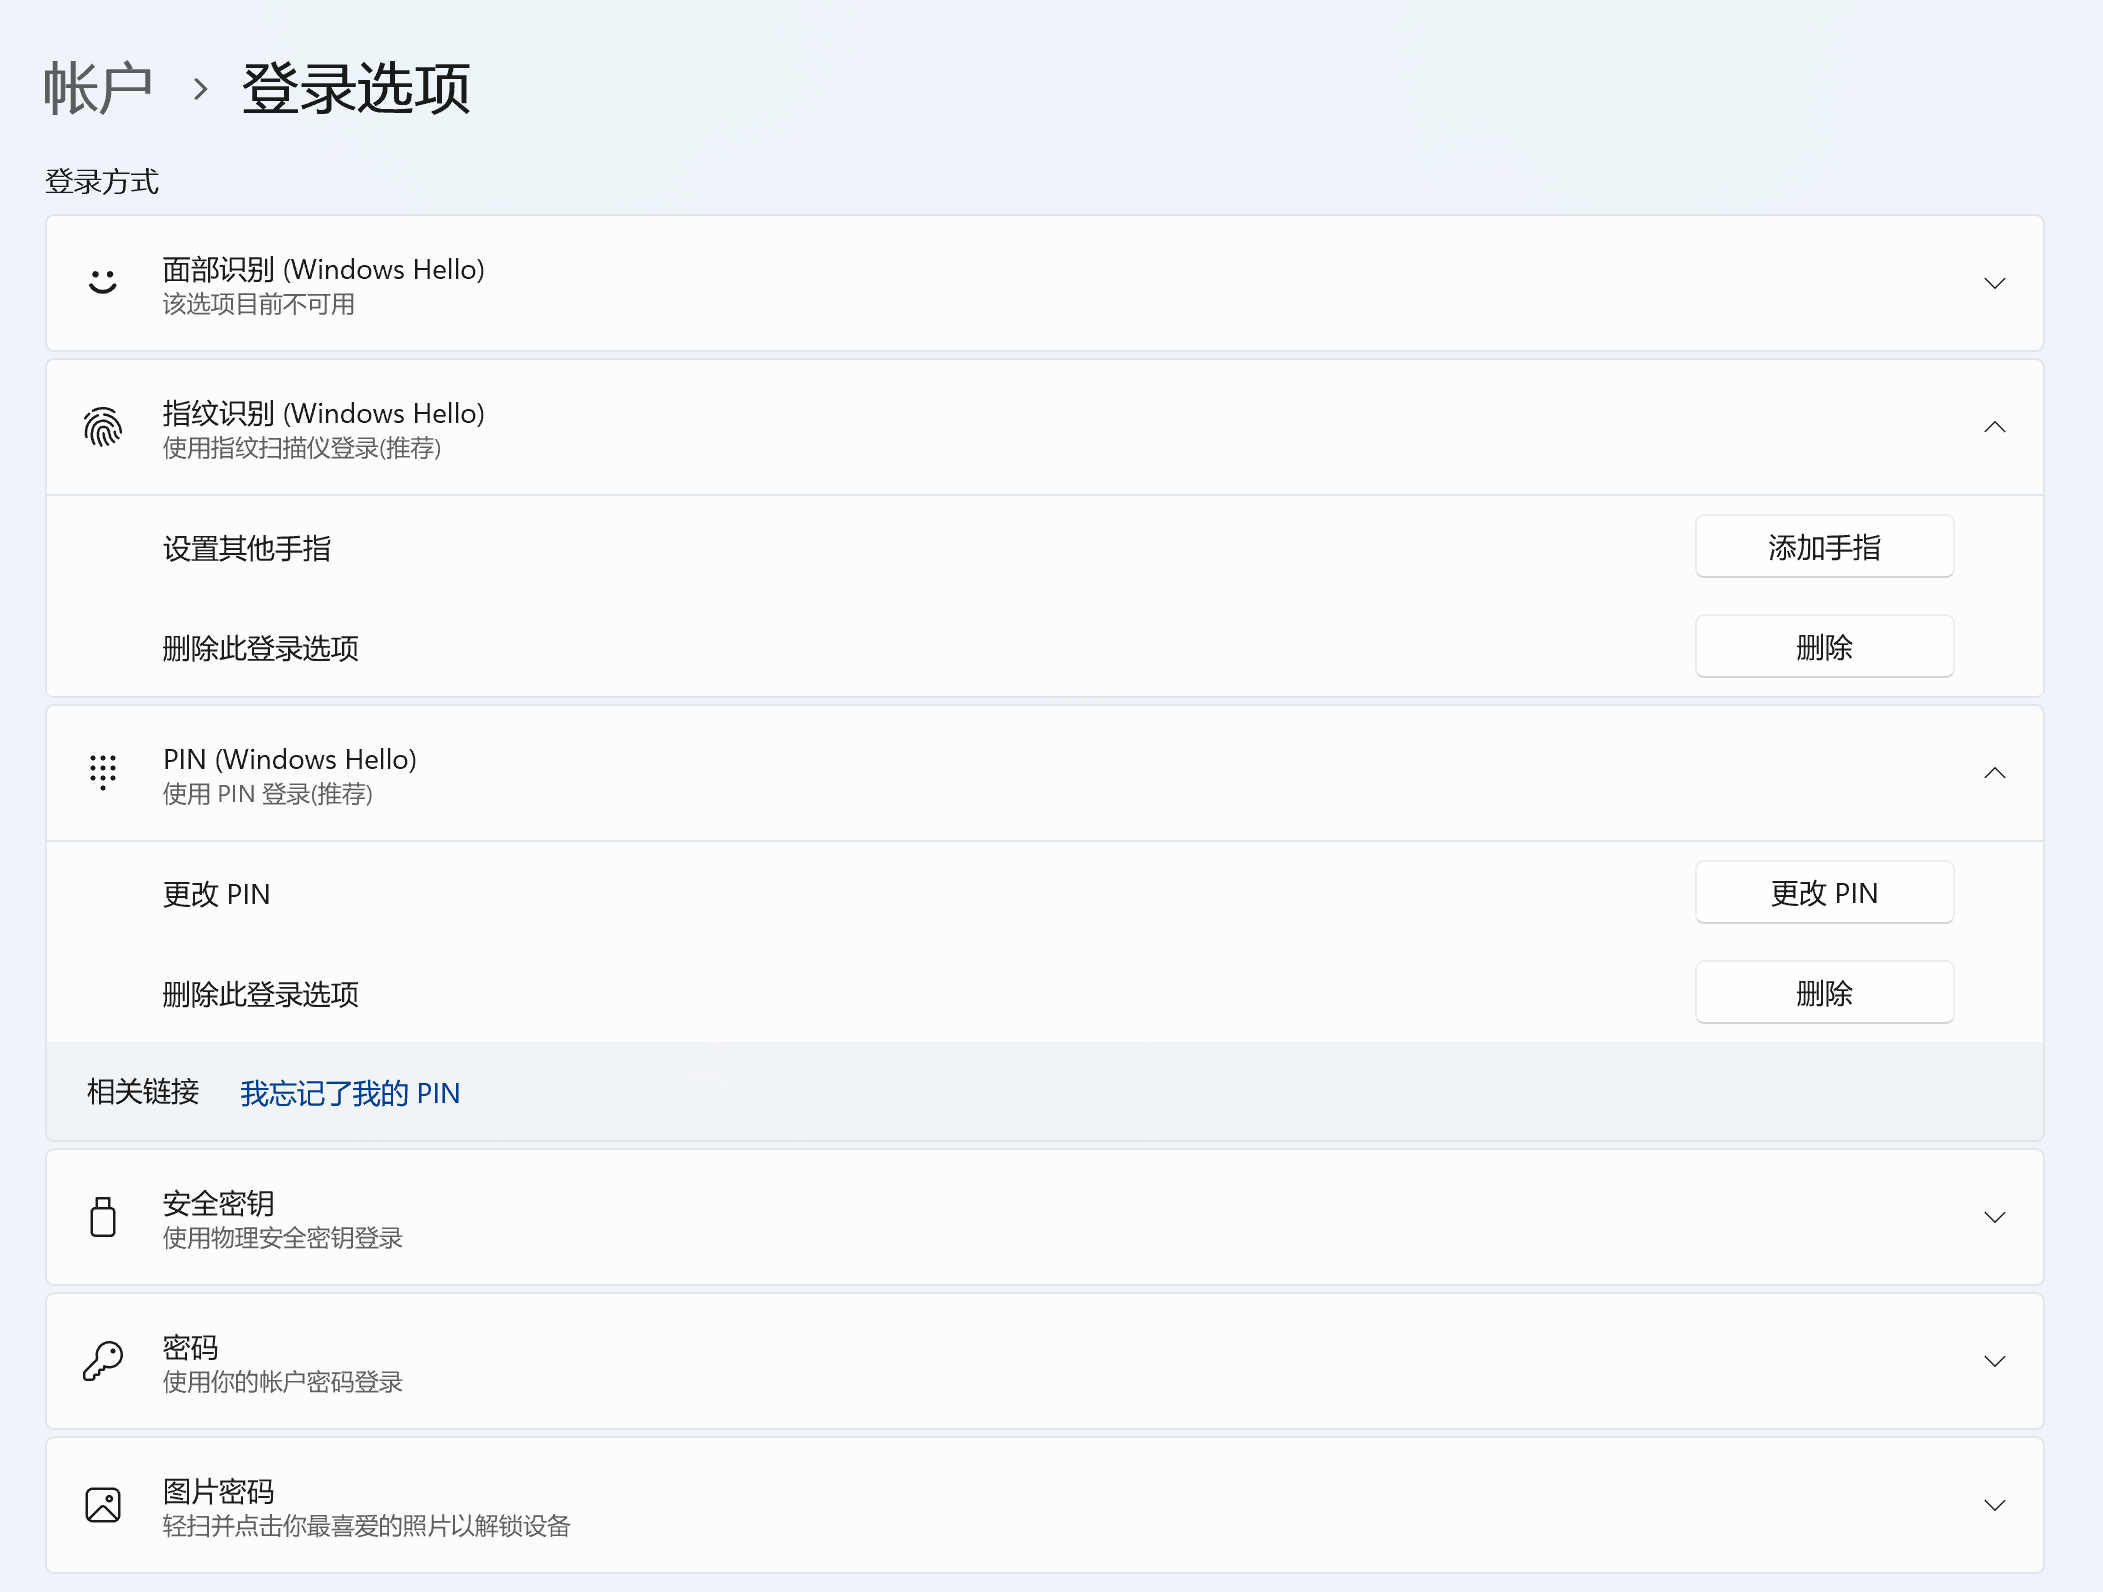 帐户 › 登录选项
登录方式
面部识别 (Windows Hello)
该选项目前不可用
指纹识别 (Windows Hello)
使用指纹扫描仪登录(推荐)
设置其他手指 添加手指
删除此登录选项 删除
PIN (Windows Hello)
使用 PIN 登录(推荐)
更改 PIN 更改 PIN
删除此登录选项 删除
相关链接 我忘记了我的 PIN
安全密钥
使用物理安全密钥登录
密码
使用你的帐户密码登录
图片密码
轻扫并点击你最喜爱的照片以解锁设备